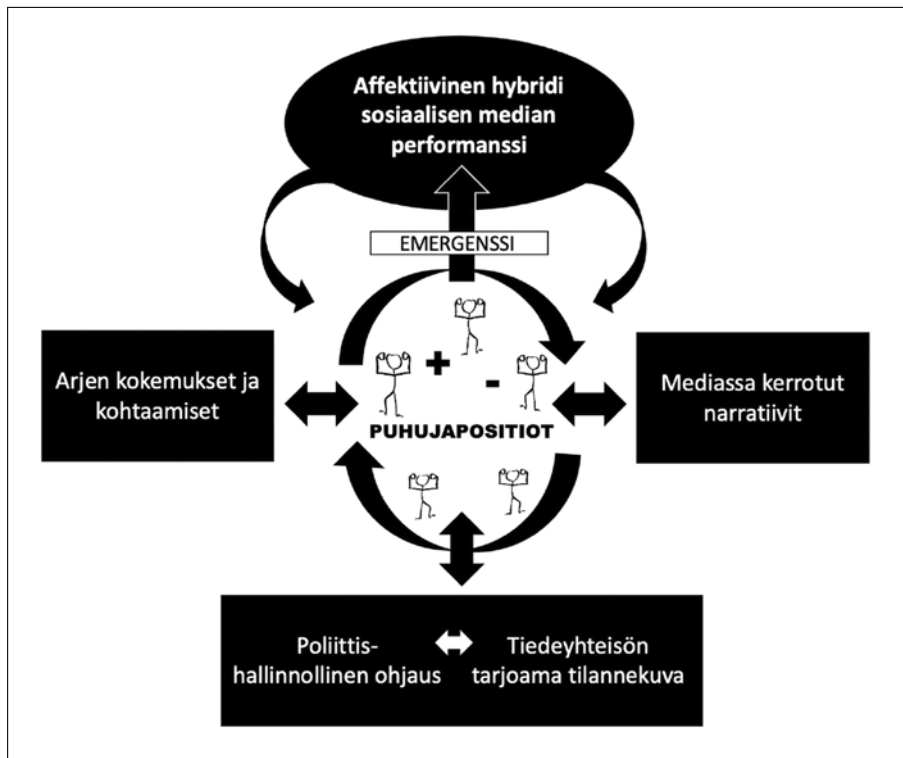 Affektiivinen hybridi
sosiaalisen median
performanssi
EMERGENSSI
Arjen kokemukset ja
kohtaamiset
+
-
PUHUJAPOSITIOT
Mediassa kerrotut
narratiivit
Poliittis-
hallinnollinen ohjaus
Tiedeyhteisön
tarjoama tilannekuva